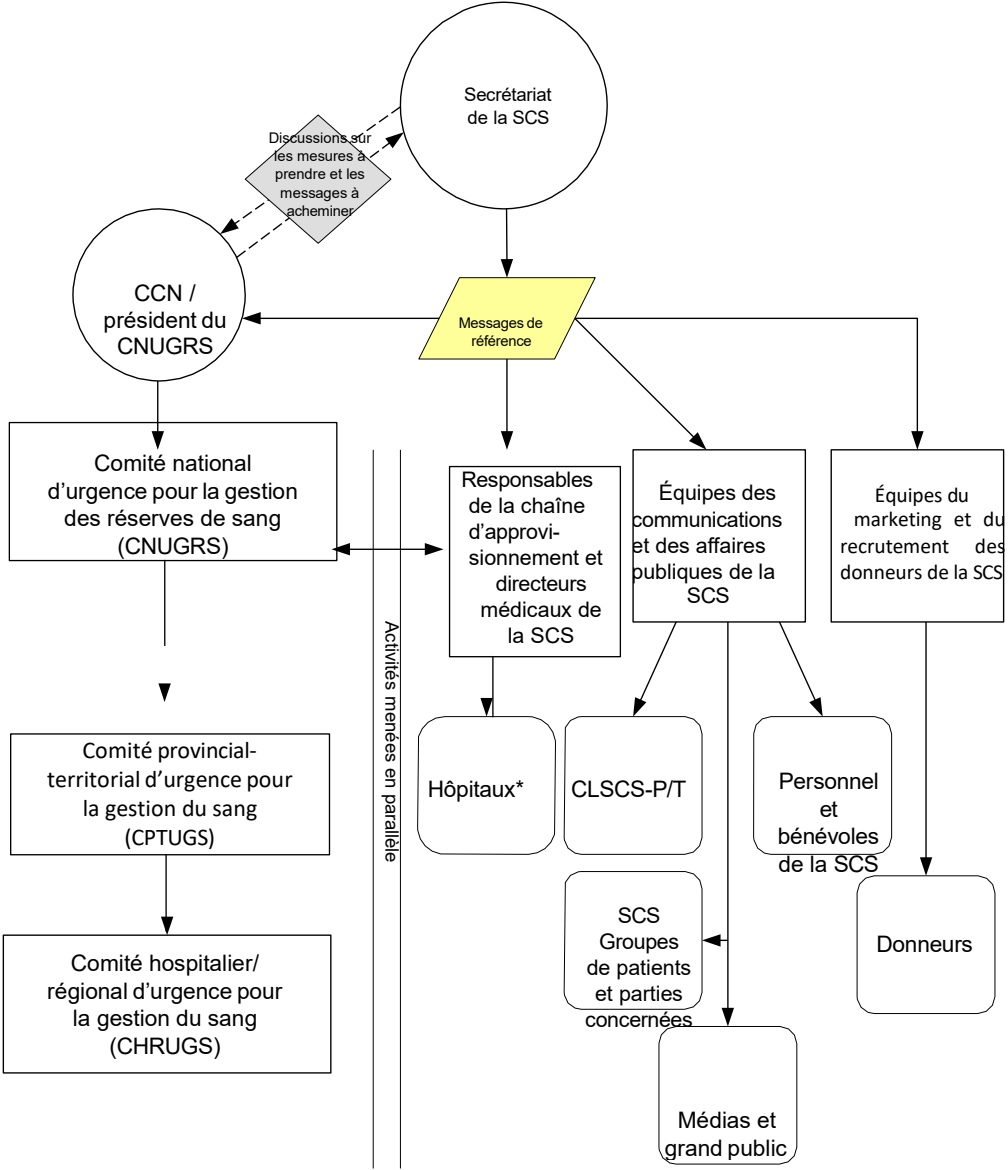 Secrétariat
de la SCS
Discussions sur
les mesures à
prendre et les
messages à
acheminer
CCN /
président du
CNUGRS
Messages de
référence
Comité national
d'urgence pour la gestion
des réserves de sang
(CNUGRS)
Responsables
de la chaîne
d'approvi-
sionnement et
directeurs
médicaux de
la SCS
Équipes des
communications
et des affaires
publiques de la
SCS
Équipes du
marketing et du
recrutement des
donneurs de la SCS
Activités menées en parallèle
Comité provincial-
territorial d'urgence pour
la gestion du sang
(CPTUGS)
Hôpitaux*
CLSCS-P/T
Personnel
et
bénévoles
de la SCS
SCS
Groupes
de patients
et parties
concernées
Donneurs
Comité hospitalier/
régional d'urgence pour
la gestion du sang
(CHRUGS)
Médias et
grand public